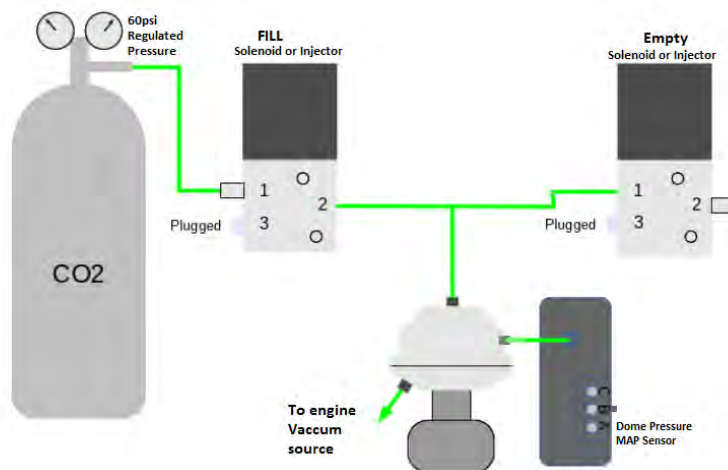 60psi
Regulated
Pressure
FILL
Solenoid or Injector
Empty
Solenoid or Injector
1
2
3
Plugged
1
2
3
Plugged
CO2
To engine
Vaccum
source
C
B
A
Dome Pressure
MAP Sensor